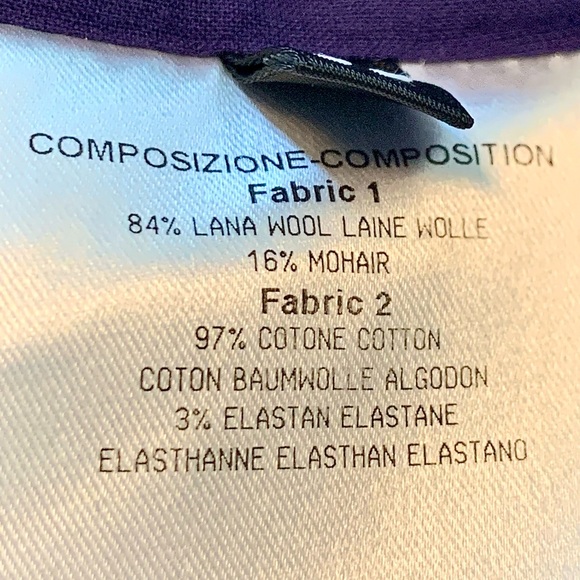 COMPOSIZIONE-COMPOSITION
Fabric 1
84% LANA WOOL LAINE WOLLE
16% MOHAIR
Fabric 2
97% COTONE COTTON
COTON BAUMWOLLE ALGODON
3% ELASTAN ELASTANE
ELASTHANNE ELASTHAN ELASTANO